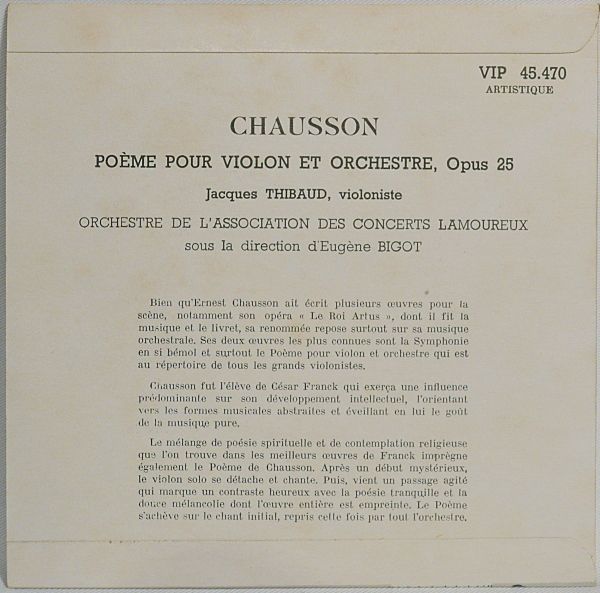 VIP 45.470
ARTISTIQUE
CHAUSSON
POÈME POUR VIOLON ET ORCHESTRE, Opus 25
Jacques THIBAUD, violoniste
ORCHESTRE DE L'ASSOCIATION DES CONCERTS LAMOUREUX
sous la direction d'Eugène BIGOT
Bien qu'Ernest Chausson ait écrit plusieurs œuvres pour la
scène, notamment son opéra « Le Roi Artus », dont il fit la
musique et le livret, sa renommée repose surtout sur sa musique
orchestrale. Ses deux œuvres les plus connues sont la Symphonie
en si bémol et surtout le Poème pour violon et orchestre qui est
au répertoire de tous les grands violonistes.
Chausson fut l'élève de César Franck qui exerça une influence
prédominante sur son développement intellectuel, l'orientant
vers les formes musicales abstraites et éveillant en lui le goût
de la musique pure.
Le mélange de poésie spirituelle et de contemplation religieuse
que l'on trouve dans les meilleurs œuvres de Franck imprègne
également le Poème de Chausson. Après un début mystérieux,
le violon solo se détache et chante. Puis, vient un passage agité
qui marque un contraste heureux avec la poésie tranquille et la
douce mélancolie dont l'œuvre entière est empreinte. Le Poème
s'achève sur le chant initial, repris cette fois par tout l'orchestre.